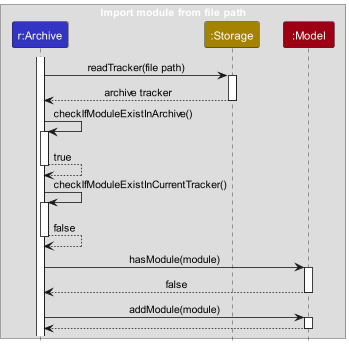 Import module from file path
r:Archive
:Storage
:Model
readTracker(file path)
archive tracker
checkIfModuleExistInArchive()
true
checkIfModuleExistInCurrentTracker()
false
hasModule(module)
false
addModule(module)